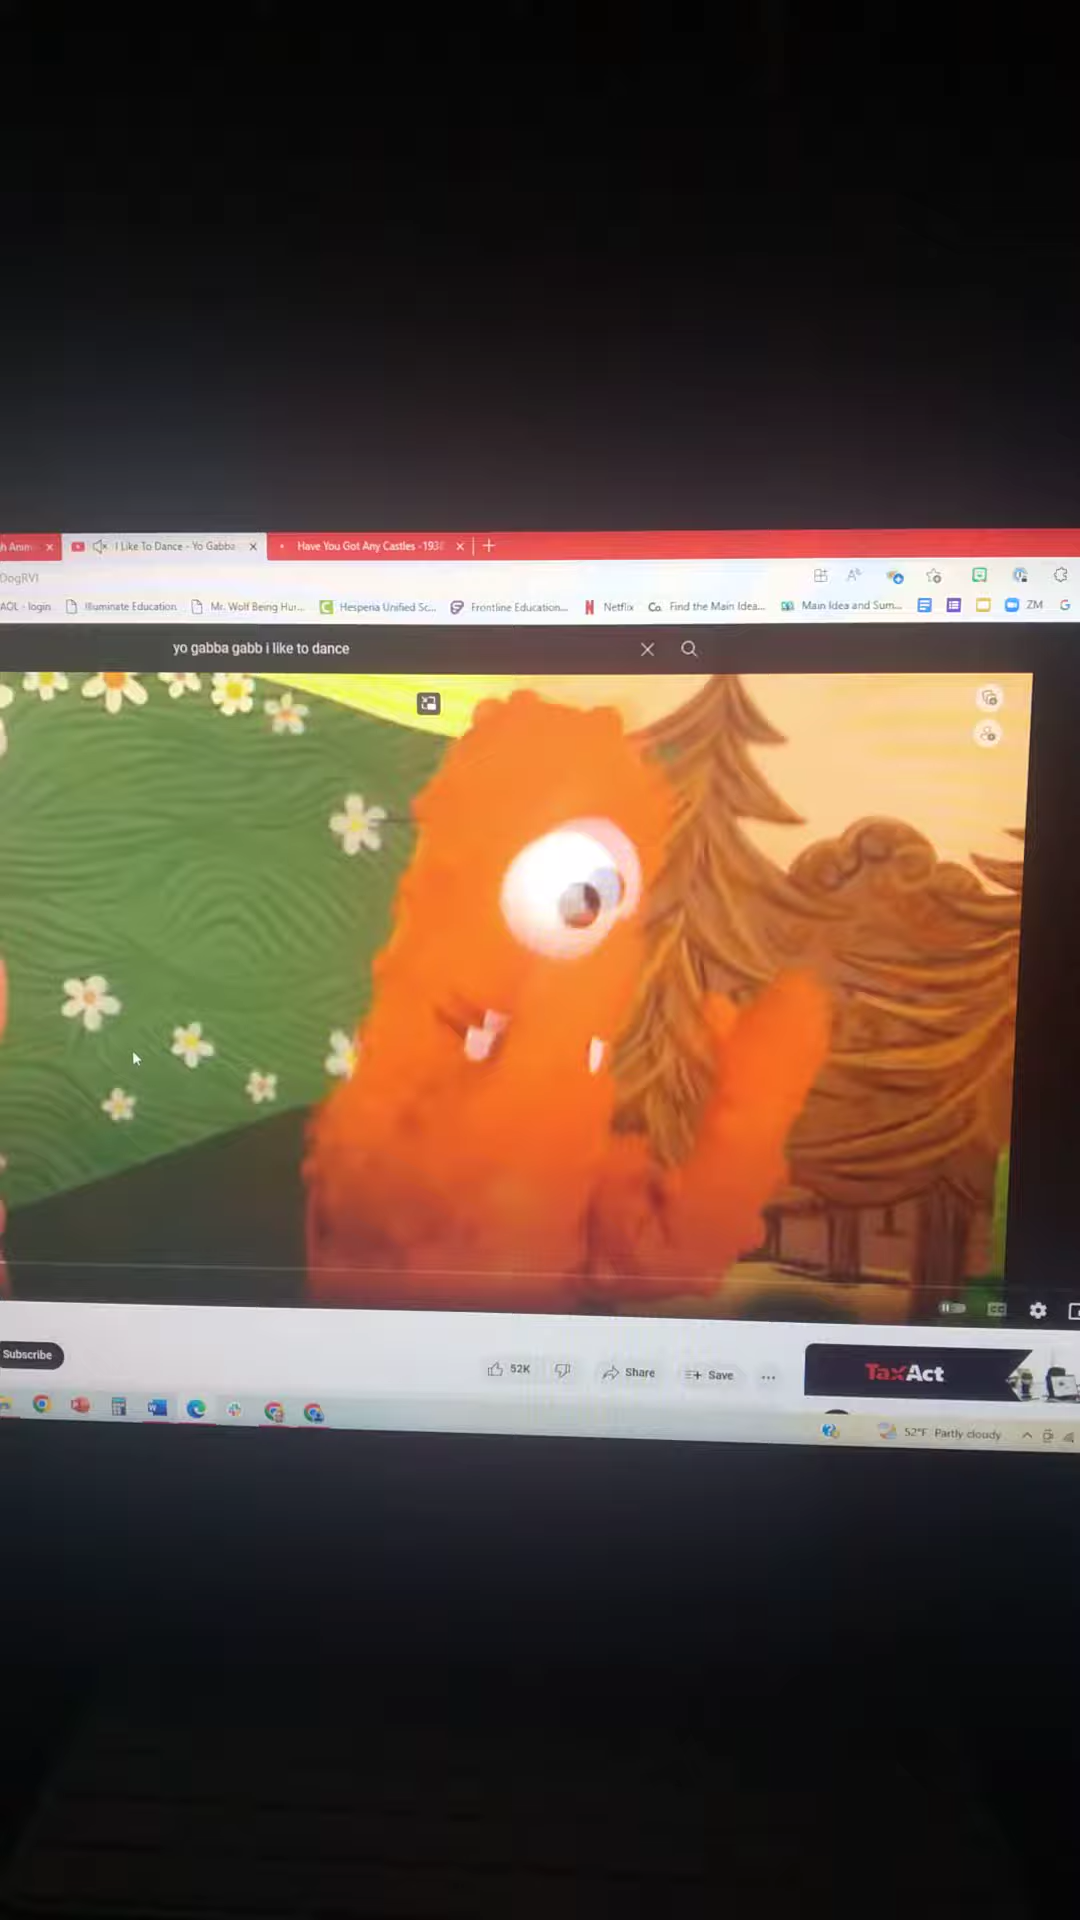 I Like To Dance - Yo Gabba
Have You Got Any Castles - 193
DogRVI
AOL - login
Illuminate Education
Mr. Wolf Being Hur...
Hesperia Unified Sc...
Frontline Education...
Netflix
Find the Main Idea...
Main Idea and Sum...
ZM
yo gabba gabb i like to dance
CC
Subscribe
52K
Share
Save
TaxAct
52°F Partly cloudy